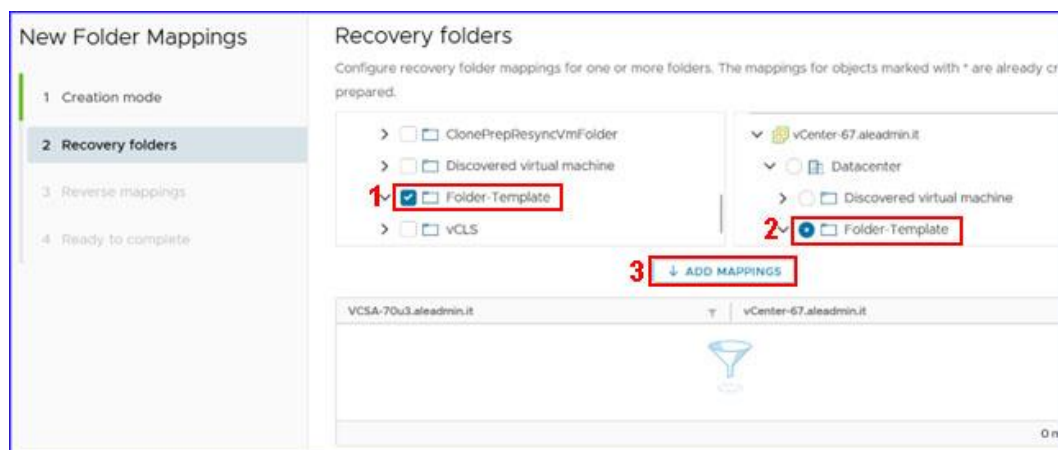 New Folder Mappings
1 Creation mode
2 Recovery folders
3 Reverse mappings
4 Ready to complete
Recovery folders
Configure recovery folder mappings for one or more folders. The mappings for objects marked with * are already cr
prepared.
ClonePrepResyncVmFolder
Discovered virtual machine
1 Folder-Template
vCLS
vCenter-67.aleadmin.it
Datacenter
Discovered virtual machine
2 Folder-Template
3 ↓ ADD MAPPINGS
VCSA-70u3.aleadmin.it
vCenter-67.aleadmin.it
0 m